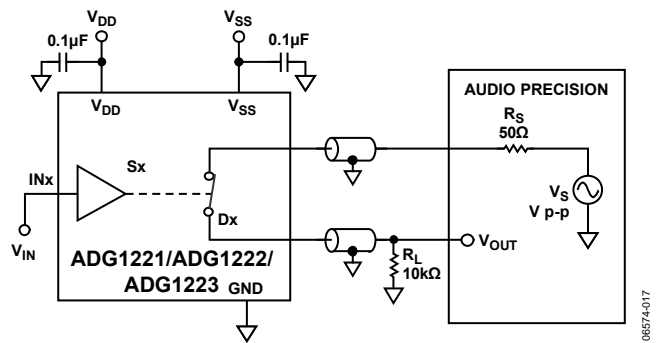 VDD
VSS
0.1µF
0.1µF
VDD
VSS
AUDIO PRECISION
RS
50Ω
INx
Sx
VS
V p-p
Dx
VIN
VOUT
ADG1221/ADG1222/
ADG1223
GND
RL
10kΩ
06574-017